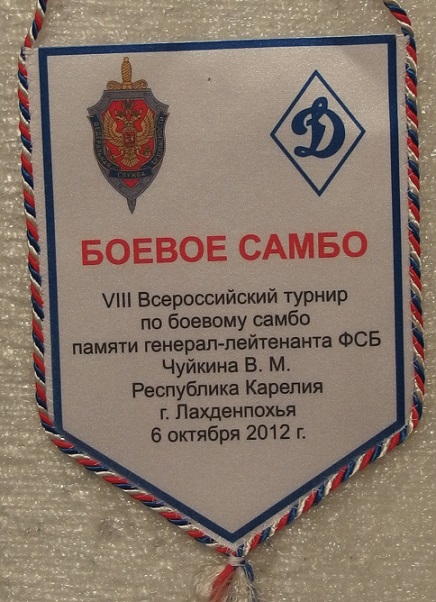 Д
БОЕВОЕ САМБО
VIII Всероссийский турнир
по боевому самбо
памяти генерал-лейтенанта ФСБ
Чуйкина В. М.
Республика Карелия
г. Лахденпохья
6 октября 2012 г.